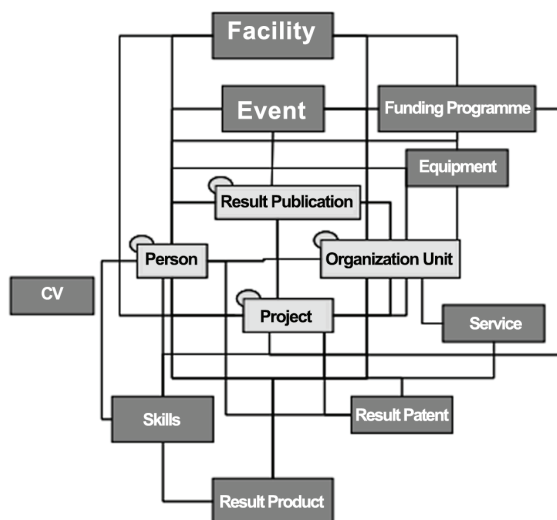 Facility
Event
Funding Programme
Equipment
Result Publication
Person
Organization Unit
CV
Project
Service
Skills
Result Patent
Result Product